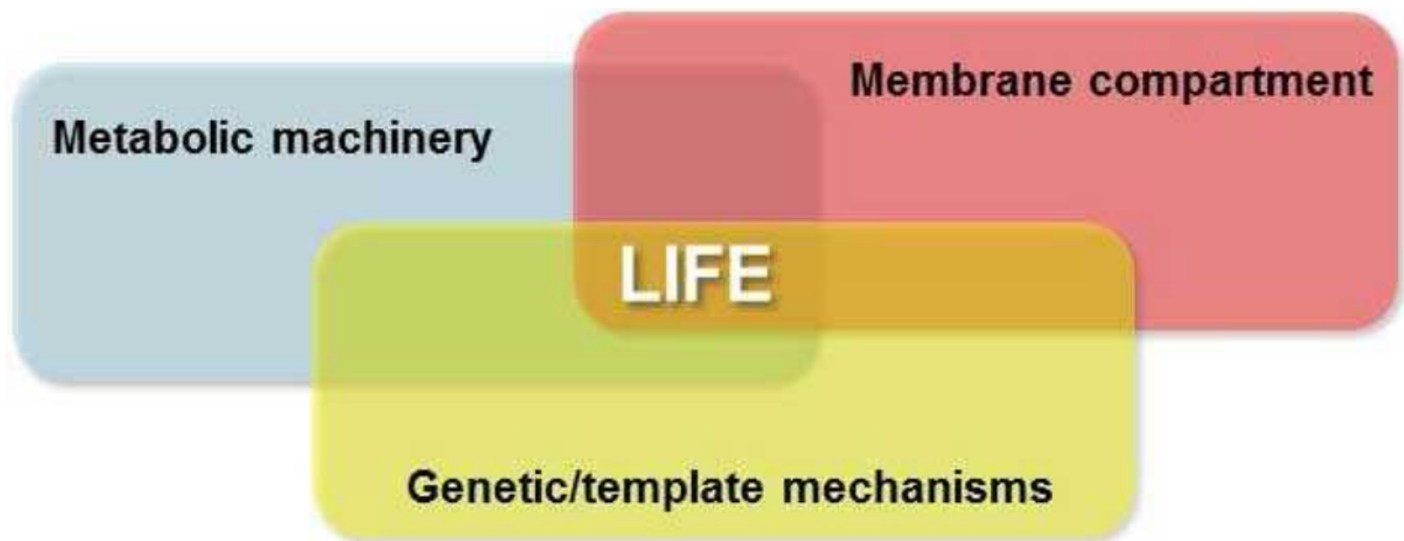 Membrane compartment
Metabolic machinery
LIFE
Genetic/template mechanisms